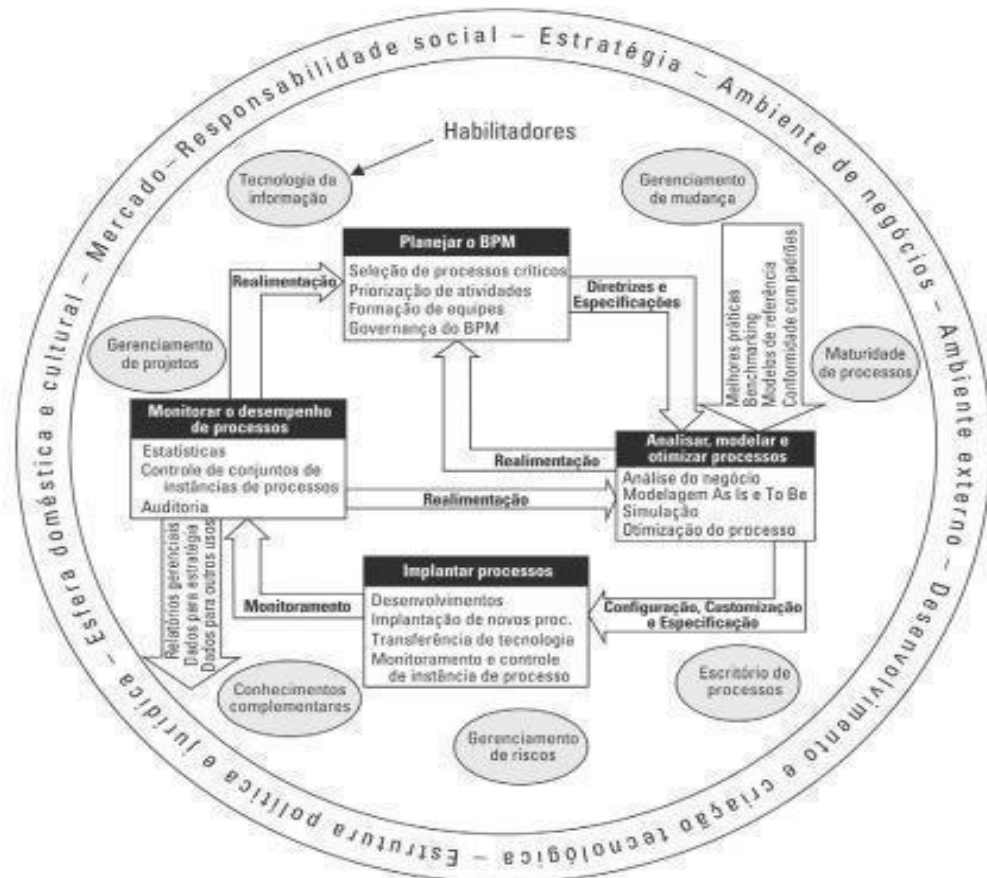 Mercado – Responsabilidade social – Estratégia – Ambiente de negócios – Ambiente externo – Desenvolvimento e criação tecnológica – Estrutura política e jurídica – Esfera doméstica e cultural –
Habilitadores
Tecnologia da
informação
Gerenciamento
de mudança
Planejar o BPM
Seleção de processos críticos
Priorização de atividades
Formação de equipes
Governança do BPM
Realimentação
Diretrizes e
Especificações
Melhores práticas
Benchmarking
Modelos de referência
Conformidade com padrões
Gerenciamento
de projetos
Maturidade
de processos
Monitorar o desempenho
de processos
Estatísticas
Controle de conjuntos de
instâncias de processos
Auditoria
Realimentação
Realimentação
Analisar, modelar e
otimizar processos
Análise do negócio
Modelagem As Is e To Be
Simulação
Otimização do processo
Relatórios gerenciais
Dados para estratégia
Dados para outros usos
Monitoramento
Implantar processos
Desenvolvimentos
Implantação de novos proc.
Transferência de tecnologia
Monitoramento e controle
de instância de processo
Configuração, Customização
e Especificação
Conhecimentos
complementares
Gerenciamento
de riscos
Escritório de
processos